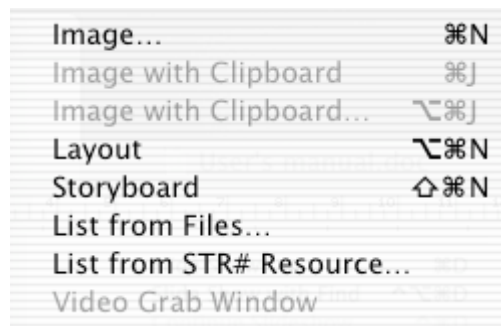 Image... ⌘N
Image with Clipboard ⌘J
Image with Clipboard... ⌥⌘J
Layout ⌥⌘N
Storyboard ⇧⌘N
List from Files...
List from STR# Resource...
Video Grab Window